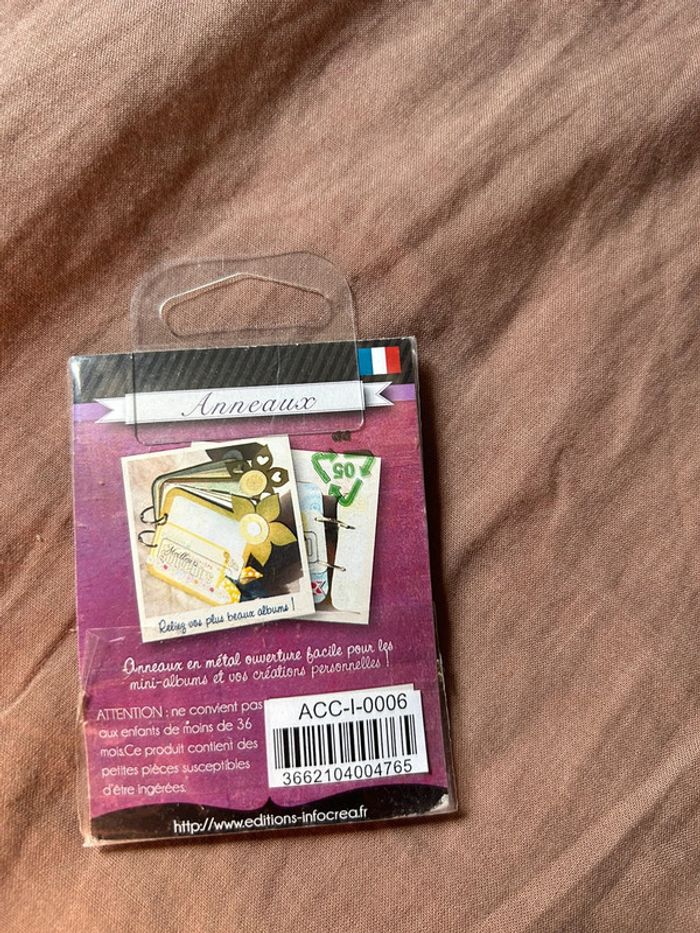 Anneaux
PP
05
Reliez vos plus beaux albums !
Anneaux en métal ouverture facile pour les
mini-albums et vos créations personnelles !
ATTENTION : ne convient pas
aux enfants de moins de 36
mois.Ce produit contient des
petites pièces susceptibles
d'être ingérées.
ACC-I-0006
3662104004765
http://www.editions-infocrea.fr